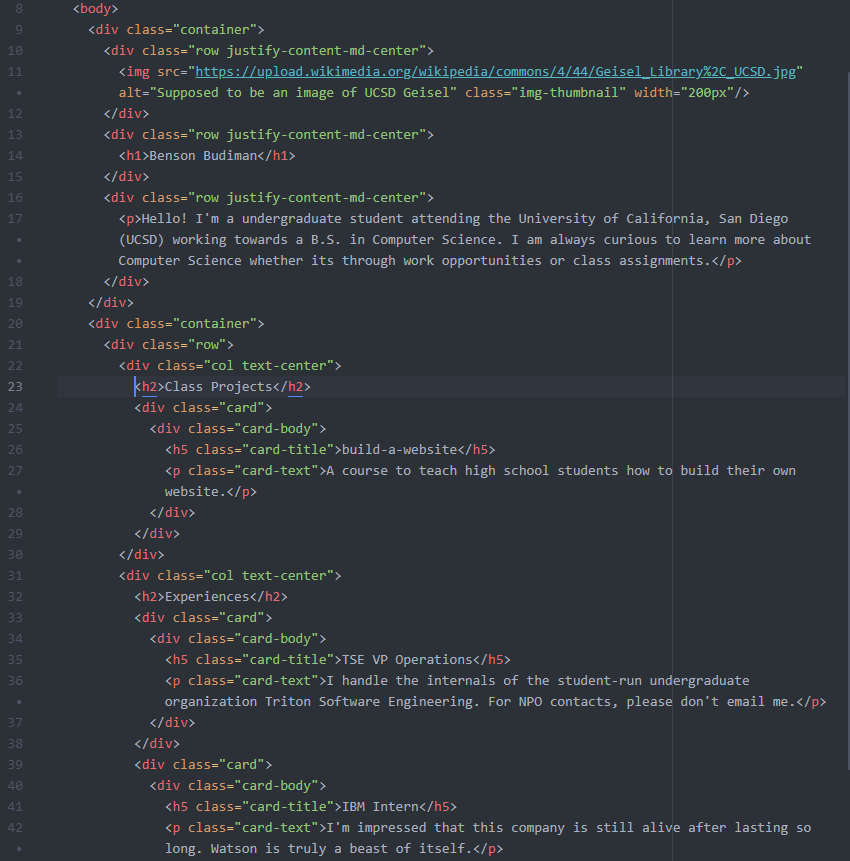 8 <body>
9 <div class="container">
10 <div class="row justify-content-md-center">
11 <img src="https://upload.wikimedia.org/wikipedia/commons/4/44/Geisel_Library%2C_UCSD.jpg"
• alt="Supposed to be an image of UCSD Geisel" class="img-thumbnail" width="200px"/>
12 </div>
13 <div class="row justify-content-md-center">
14 <h1>Benson Budiman</h1>
15 </div>
16 <div class="row justify-content-md-center">
17 <p>Hello! I'm a undergraduate student attending the University of California, San Diego
• (UCSD) working towards a B.S. in Computer Science. I am always curious to learn more about
• Computer Science whether its through work opportunities or class assignments.</p>
18 </div>
19 </div>
20 <div class="container">
21 <div class="row">
22 <div class="col text-center">
23 <h2>Class Projects</h2>
24 <div class="card">
25 <div class="card-body">
26 <h5 class="card-title">build-a-website</h5>
27 <p class="card-text">A course to teach high school students how to build their own
• website.</p>
28 </div>
29 </div>
30 </div>
31 <div class="col text-center">
32 <h2>Experiences</h2>
33 <div class="card">
34 <div class="card-body">
35 <h5 class="card-title">TSE VP Operations</h5>
36 <p class="card-text">I handle the internals of the student-run undergraduate
• organization Triton Software Engineering. For NPO contacts, please don't email me.</p>
37 </div>
38 </div>
39 <div class="card">
40 <div class="card-body">
41 <h5 class="card-title">IBM Intern</h5>
42 <p class="card-text">I'm impressed that this company is still alive after lasting so
• long. Watson is truly a beast of itself.</p>